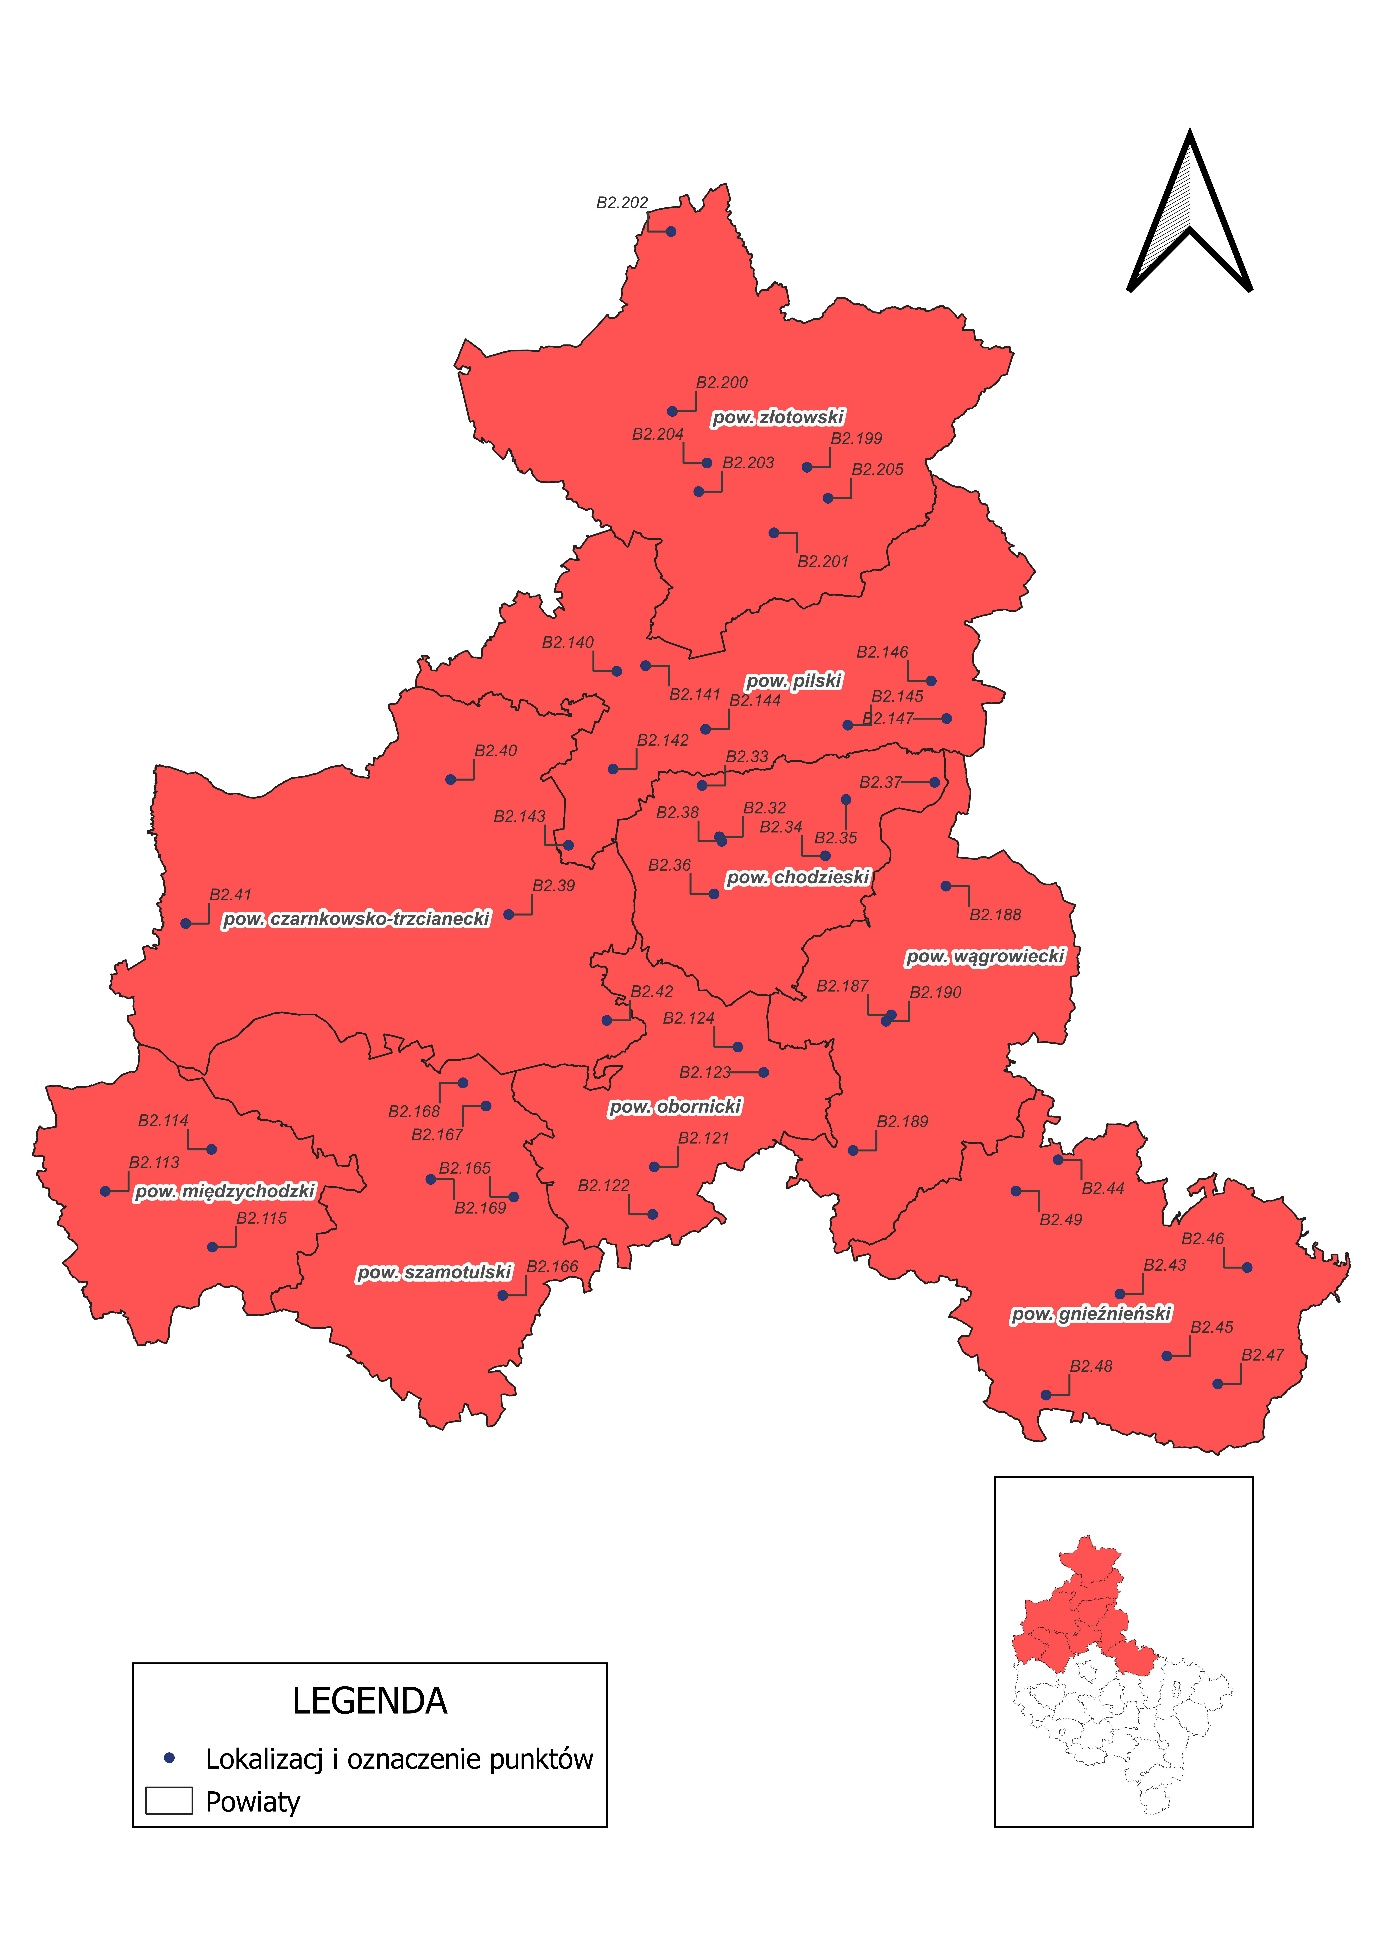 B2.202
B2.200
pow. złotowski
B2.204
B2.199
B2.203
B2.205
B2.201
B2.140
B2.146
pow. pilski
B2.141
B2.144
B2.145
B2.147
B2.142
B2.40
B2.33
B2.37
B2.143
B2.38
B2.32
B2.34
B2.35
B2.36
pow. chodzieski
B2.39
B2.41
pow. czarnkowsko-trzcianecki
B2.188
pow. wągrowiecki
B2.187
B2.190
B2.42
B2.124
B2.123
B2.168
pow. obornicki
B2.114
B2.167
B2.189
B2.121
B2.113
B2.165
B2.122
pow. międzychodzki
B2.169
B2.44
B2.49
B2.115
B2.46
B2.166
pow. szamotulski
B2.43
pow. gnieźnieński
B2.45
B2.47
B2.48
LEGENDA
Lokalizacj i oznaczenie punktów
Powiaty